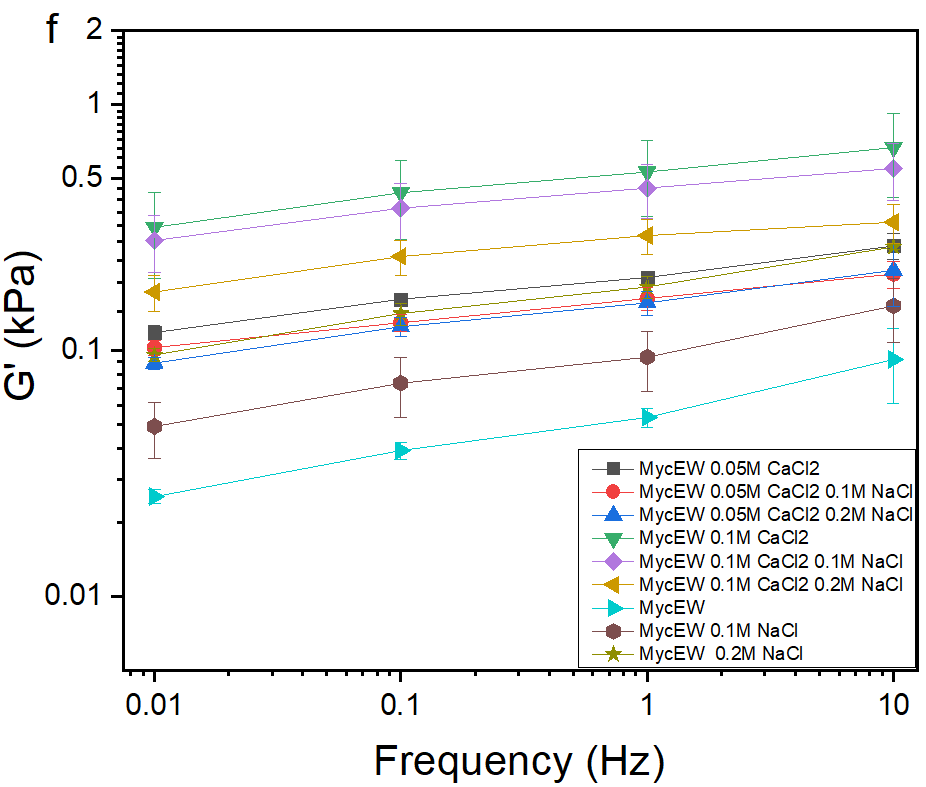 f
2
1
0.5
0.1
0.01
G' (kPa)
0.01 0.1 1 10
Frequency (Hz)
MycEW 0.05M CaCl2
MycEW 0.05M CaCl2 0.1M NaCl
MycEW 0.05M CaCl2 0.2M NaCl
MycEW 0.1M CaCl2
MycEW 0.1M CaCl2 0.1M NaCl
MycEW 0.1M CaCl2 0.2M NaCl
MycEW
MycEW 0.1M NaCl
MycEW  0.2M NaCl